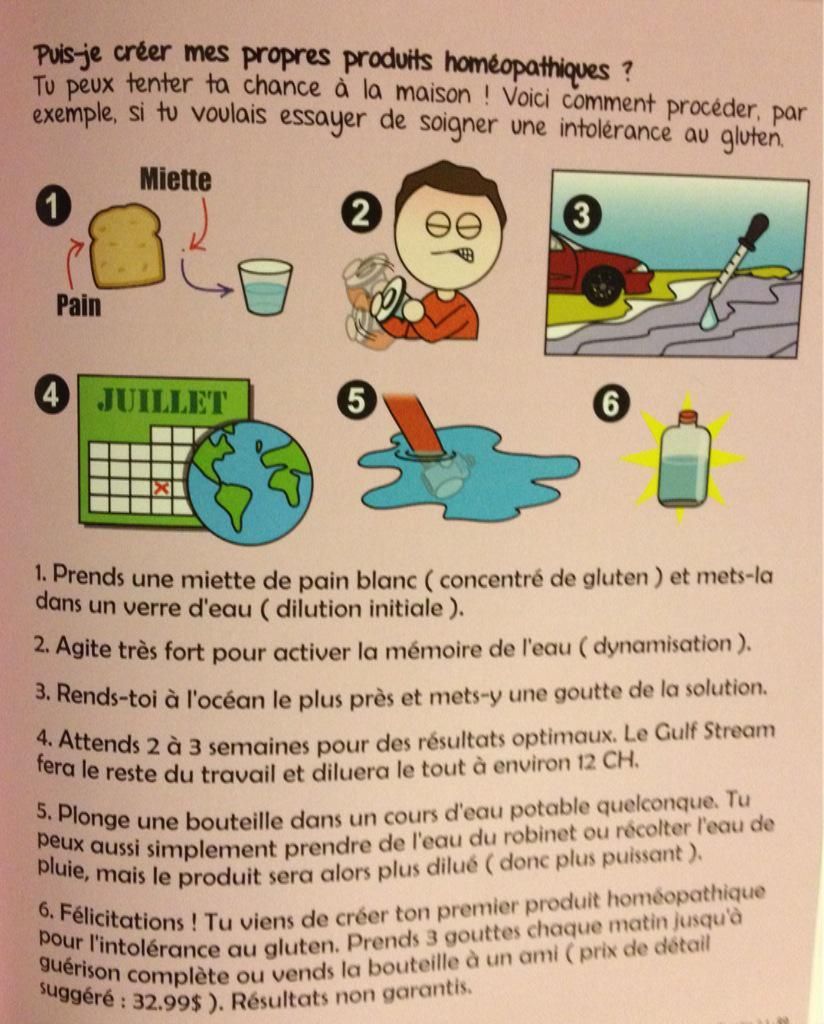 Puis-je créer mes propres produits homéopathiques ?
Tu peux tenter ta chance à la maison ! Voici comment procéder, par
exemple, si tu voulais essayer de soigner une intolérance au gluten.
1
Miette
Pain
2
3
4
JUILLET
5
6
1. Prends une miette de pain blanc ( concentré de gluten ) et mets-la
dans un verre d'eau ( dilution initiale ).
2. Agite très fort pour activer la mémoire de l'eau ( dynamisation ).
3. Rends-toi à l'océan le plus près et mets-y une goutte de la solution.
4. Attends 2 à 3 semaines pour des résultats optimaux. Le Gulf Stream
fera le reste du travail et diluera le tout à environ 12 CH.
5. Plonge une bouteille dans un cours d'eau potable quelconque. Tu
peux aussi simplement prendre de l'eau du robinet ou récolter l'eau de
pluie, mais le produit sera alors plus dilué ( donc plus puissant ).
6. Félicitations ! Tu viens de créer ton premier produit homéopathique
pour l'intolérance au gluten. Prends 3 gouttes chaque matin jusqu'à
guérison complète ou vends la bouteille à un ami ( prix de détail
suggéré : 32.99$ ). Résultats non garantis.